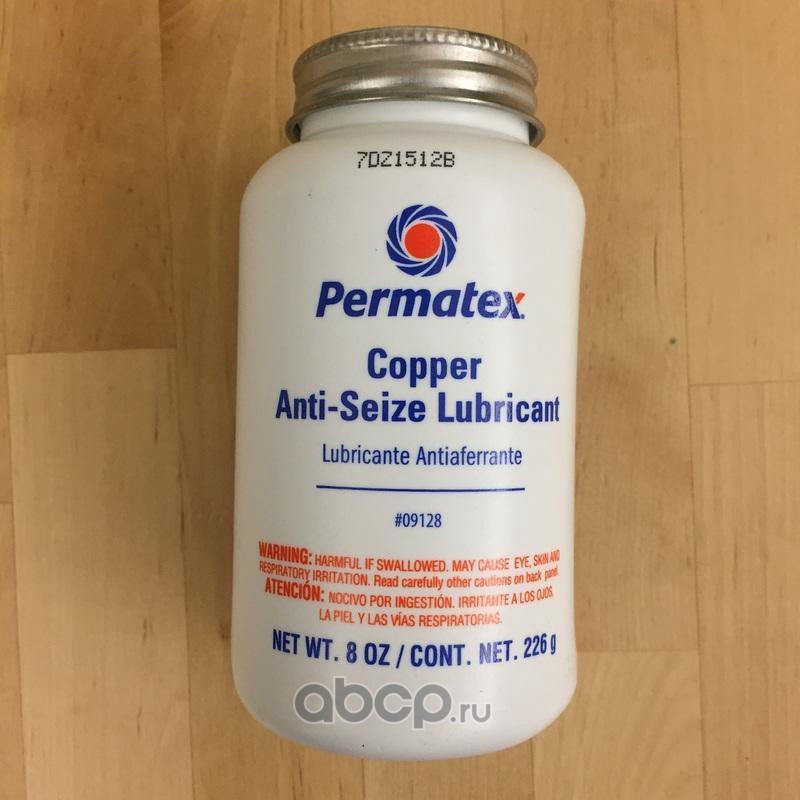 7DZ1512B
Permatex
Copper
Anti-Seize Lubricant
Lubricante Antiaferrante
#09128
WARNING: HARMFUL IF SWALLOWED. MAY CAUSE EYE, SKIN AND
RESPIRATORY IRRITATION. Read carefully other cautions on back panel.
ATENCIÓN: NOCIVO POR INGESTIÓN. IRRITANTE A LOS OJOS,
LA PIEL Y LAS VÍAS RESPIRATORIAS.
NET WT. 8 OZ / CONT. NET. 226 g
abcp.ru